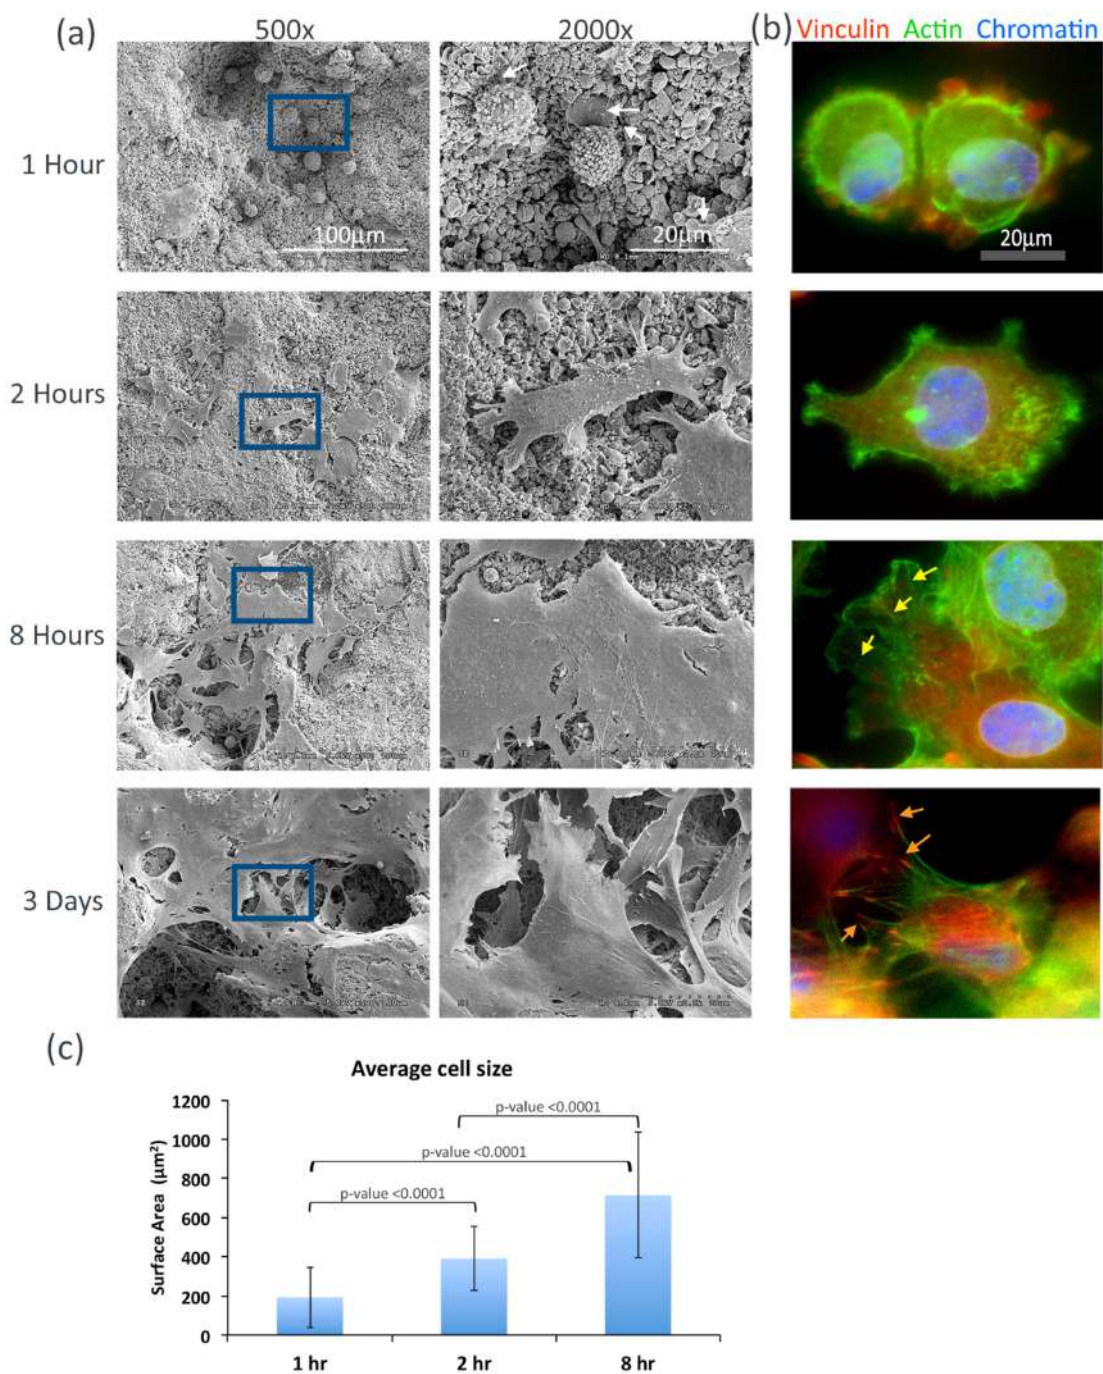 (a)
500x
2000x
(b)
Vinculin Actin Chromatin
1 Hour
100µm
20µm
20µm
2 Hours
8 Hours
3 Days
(c)
Average cell size
Surface Area (µm²)
1200
1000
800
600
400
200
0
p-value <0.0001
p-value <0.0001
p-value <0.0001
1 hr
2 hr
8 hr